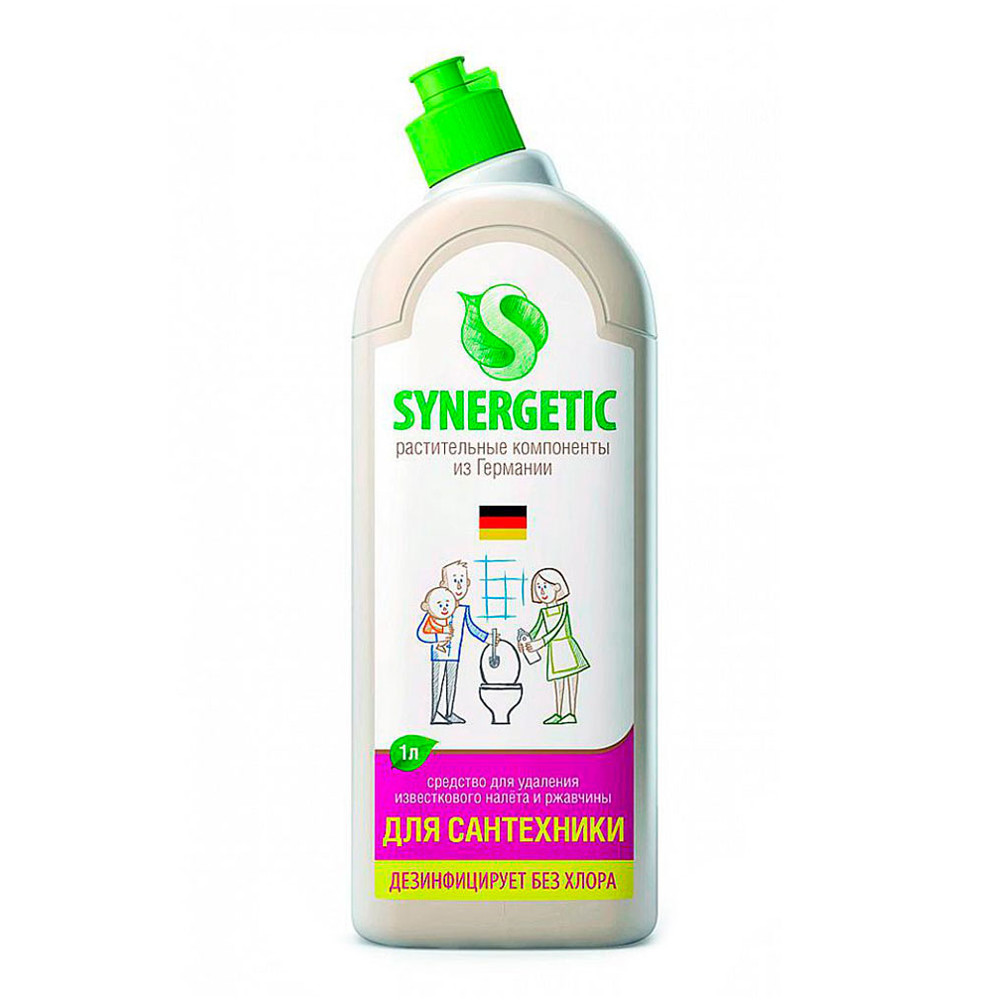 SYNERGETIC
растительные компоненты
из Германии
1л
средство для удаления
известкового налёта и ржавчины
ДЛЯ САНТЕХНИКИ
ДЕЗИНФИЦИРУЕТ БЕЗ ХЛОРА